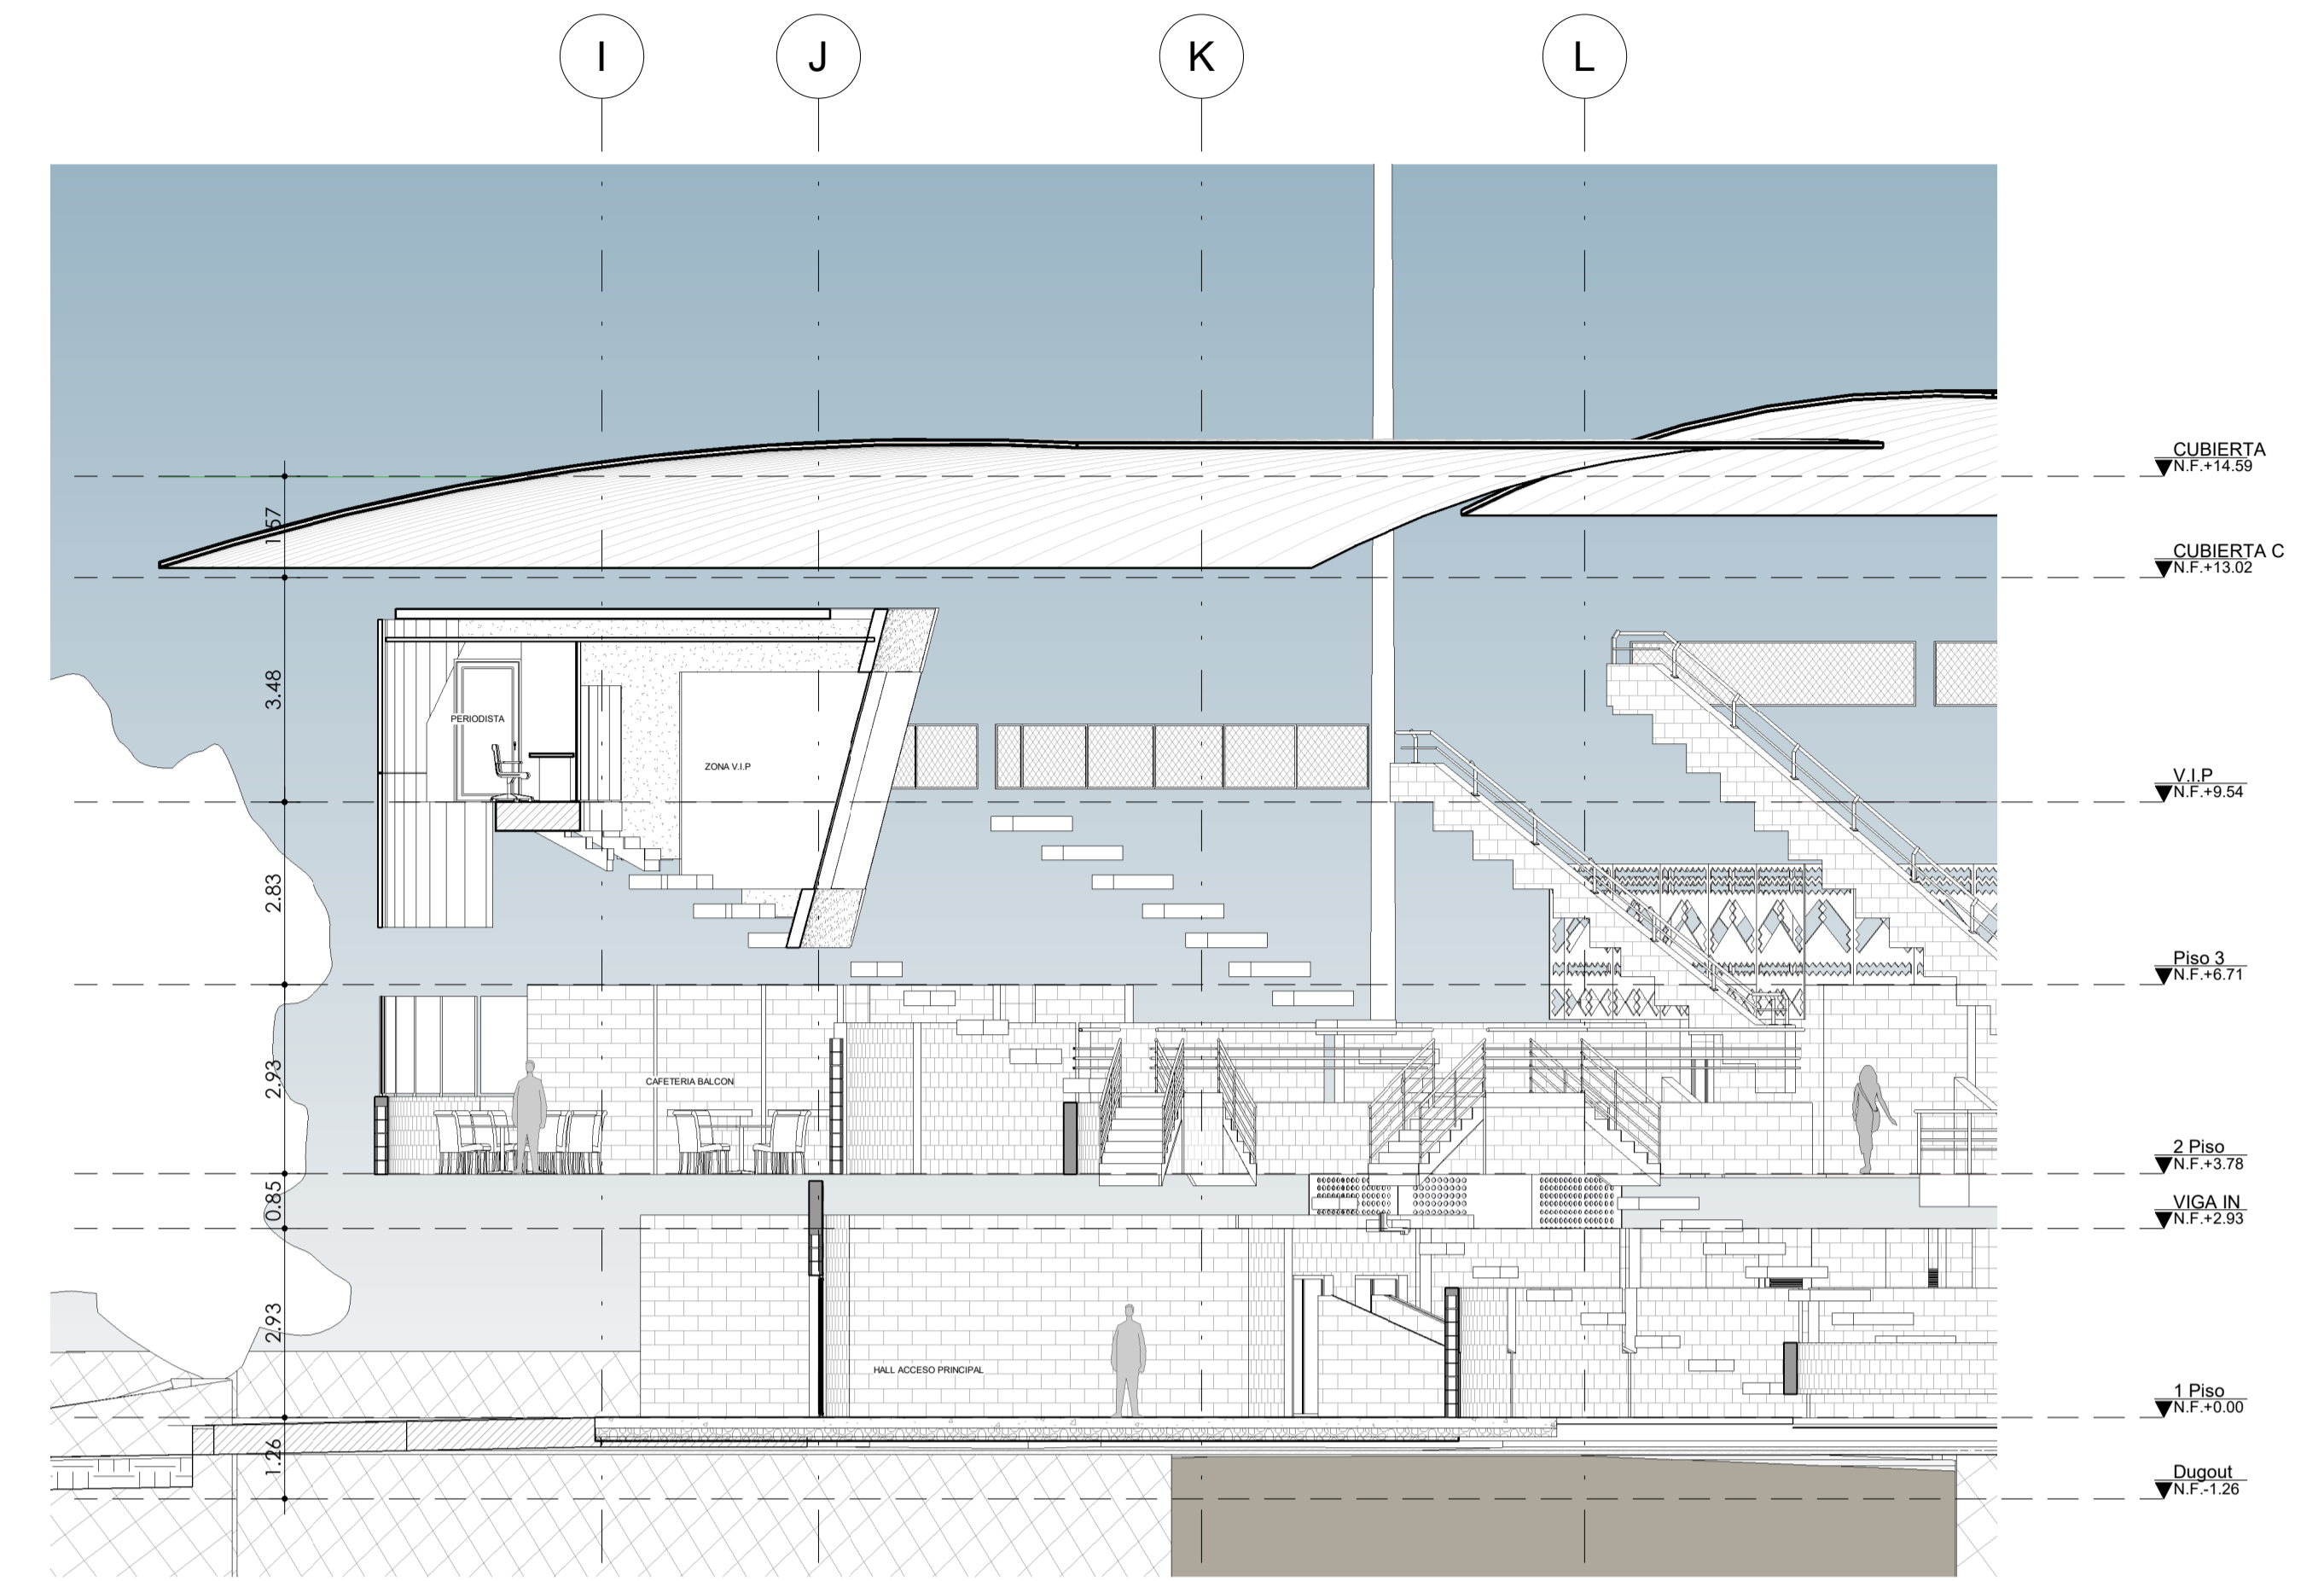 I
J
K
L
CUBIERTA
N.F.+14.59
1.57
CUBIERTA C
N.F.+13.02
3.48
PERIODISTA
ZONA V.I.P
V.I.P
N.F.+9.54
2.83
Piso 3
N.F.+6.71
2.93
CAFETERIA BALCON
2 Piso
N.F.+3.78
0.85
VIGA IN
N.F.+2.93
2.93
HALL ACCESO PRINCIPAL
1 Piso
N.F.+0.00
1.26
Dugout
N.F.-1.26